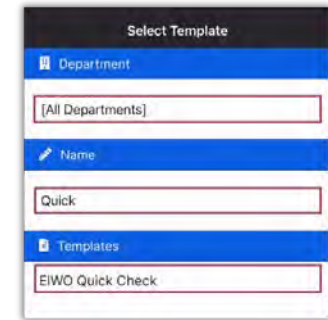 Select Template
Department
[All Departments]
Name
Quick
Templates
EIWO Quick Check